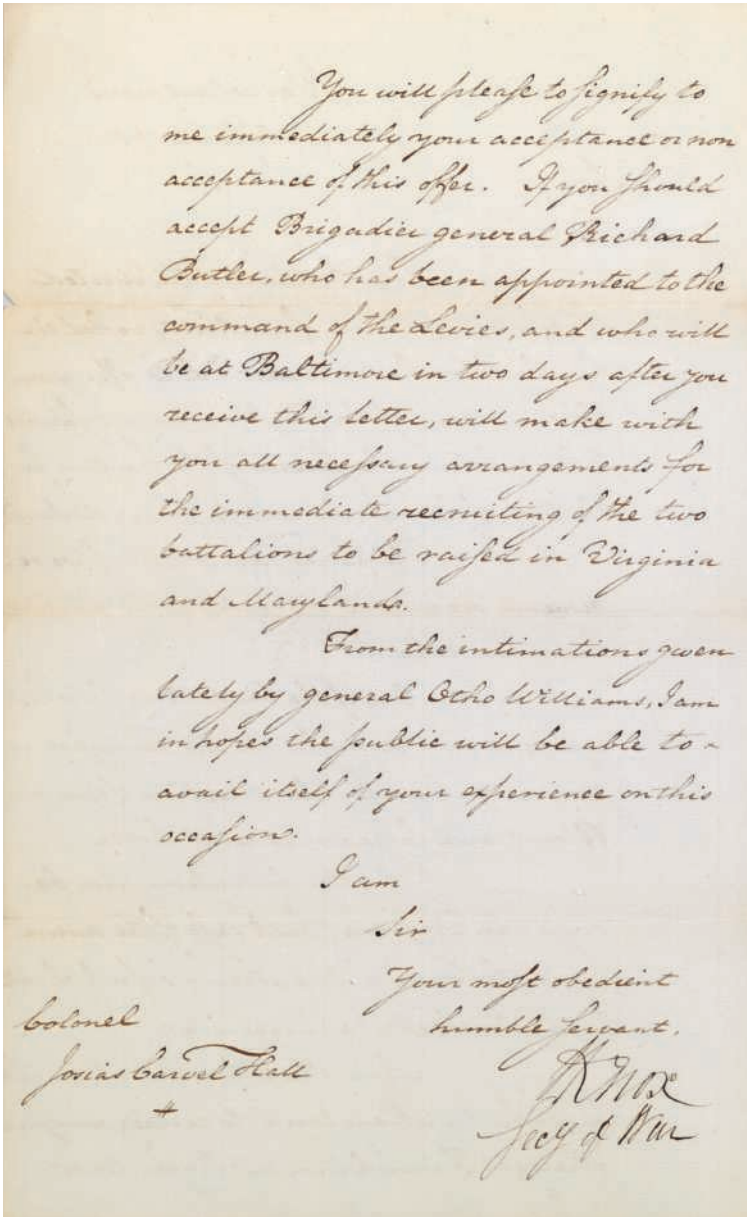 You will please to signify to
me immediately your acceptance or non
acceptance of this offer. If you should
accept Brigadier general Richard
Butler, who has been appointed to the
command of the Levies, and who will
be at Baltimore in two days after you
receive this letter, will make with
you all necessary arrangements for
the immediate recruiting of the two
battalions to be raised in Virginia
and Maryland.
From the intimations given
lately by general Otho Williams, I am
in hopes the public will be able to
avail itself of your experience on this
occasion.
I am
Sir
Your most obedient
humble servant.
HKnox
Secy of War
Colonel
Josias Carvel Hall